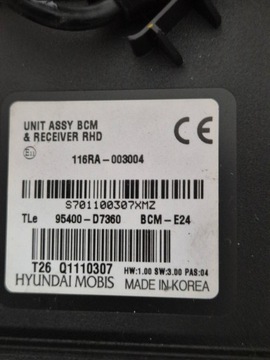 UNIT ASSY BCM
& RECEIVER RHD
CE
116RA-003004
S701100307XMZ
TLe 95400-D7360 BCM-E24
T26 Q1110307 HW:1.00 SW:3.00 PAS:04
HYUNDAI MOBIS MADE IN KOREA